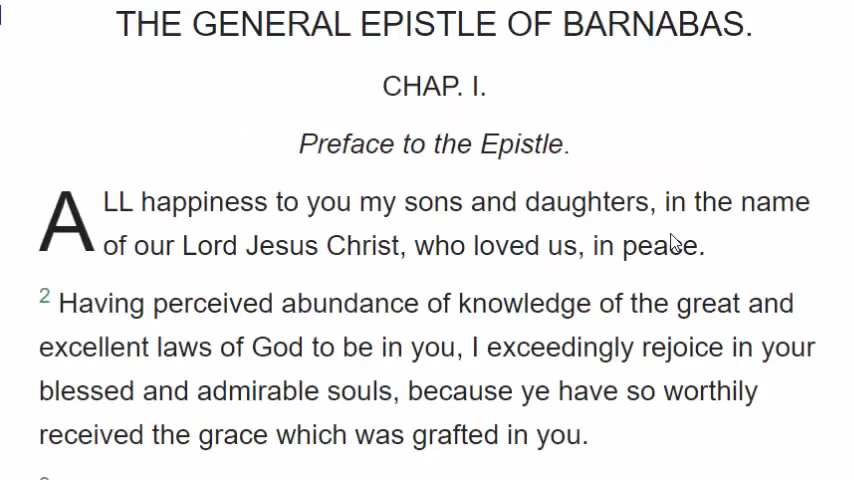 THE GENERAL EPISTLE OF BARNABAS.
CHAP. I.
Preface to the Epistle.
ALL happiness to you my sons and daughters, in the name
of our Lord Jesus Christ, who loved us, in peace.
2 Having perceived abundance of knowledge of the great and
excellent laws of God to be in you, I exceedingly rejoice in your
blessed and admirable souls, because ye have so worthily
received the grace which was grafted in you.